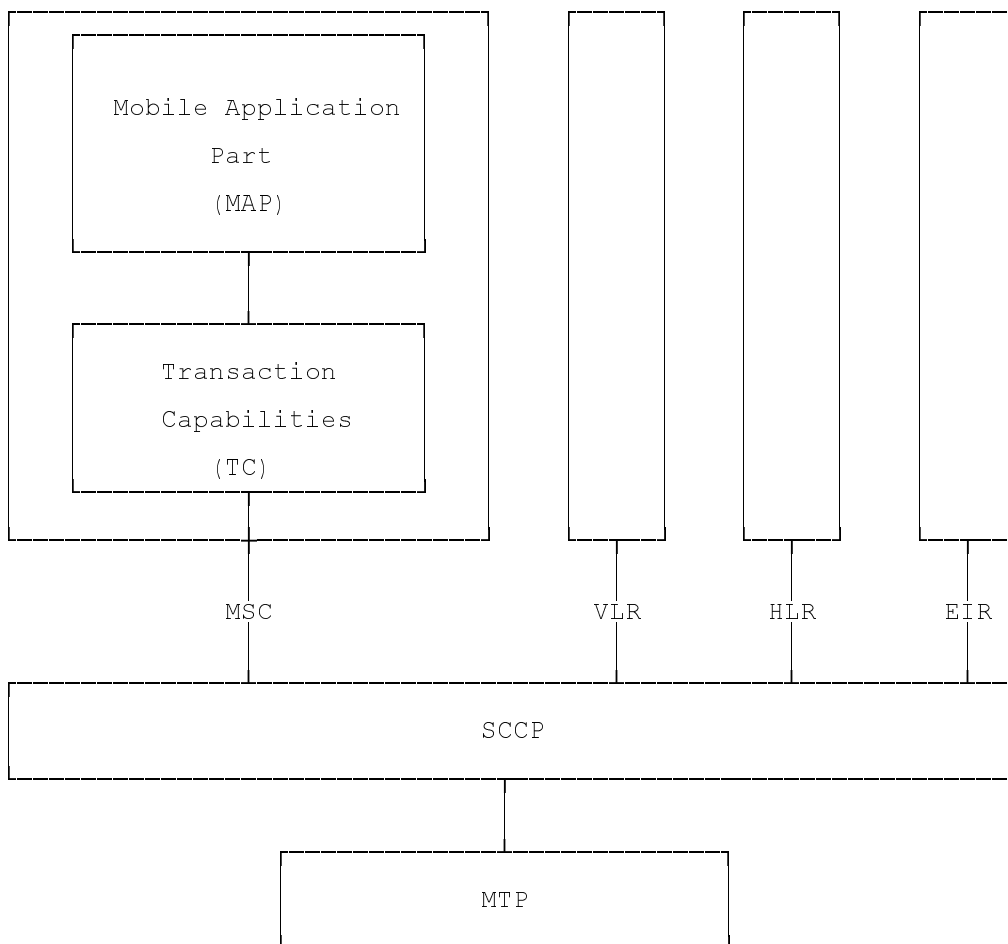 Mobile Application
Part
(MAP)
Transaction
Capabilities
(TC)
MSC VLR HLR EIR
SCCP
MTP